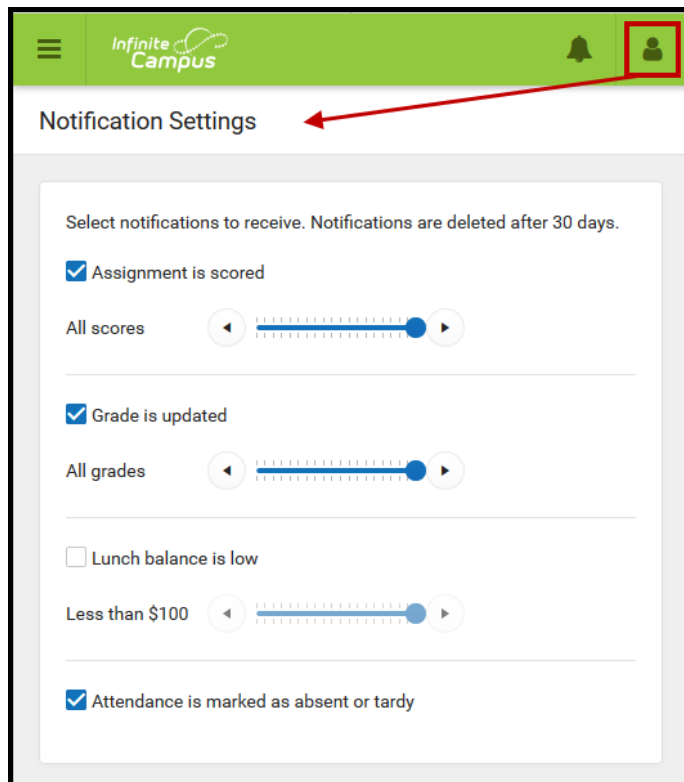 Infinite
Campus
Notification Settings
Select notifications to receive. Notifications are deleted after 30 days.
Assignment is scored
All scores
Grade is updated
All grades
Lunch balance is low
Less than $100
Attendance is marked as absent or tardy